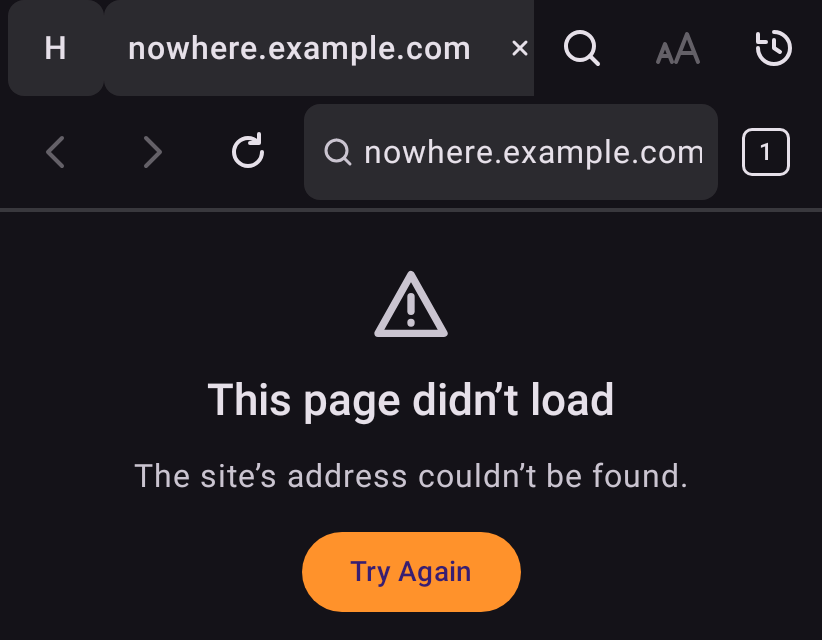 H
nowhere.example.com
nowhere.example.com
1
This page didn’t load
The site’s address couldn’t be found.
Try Again